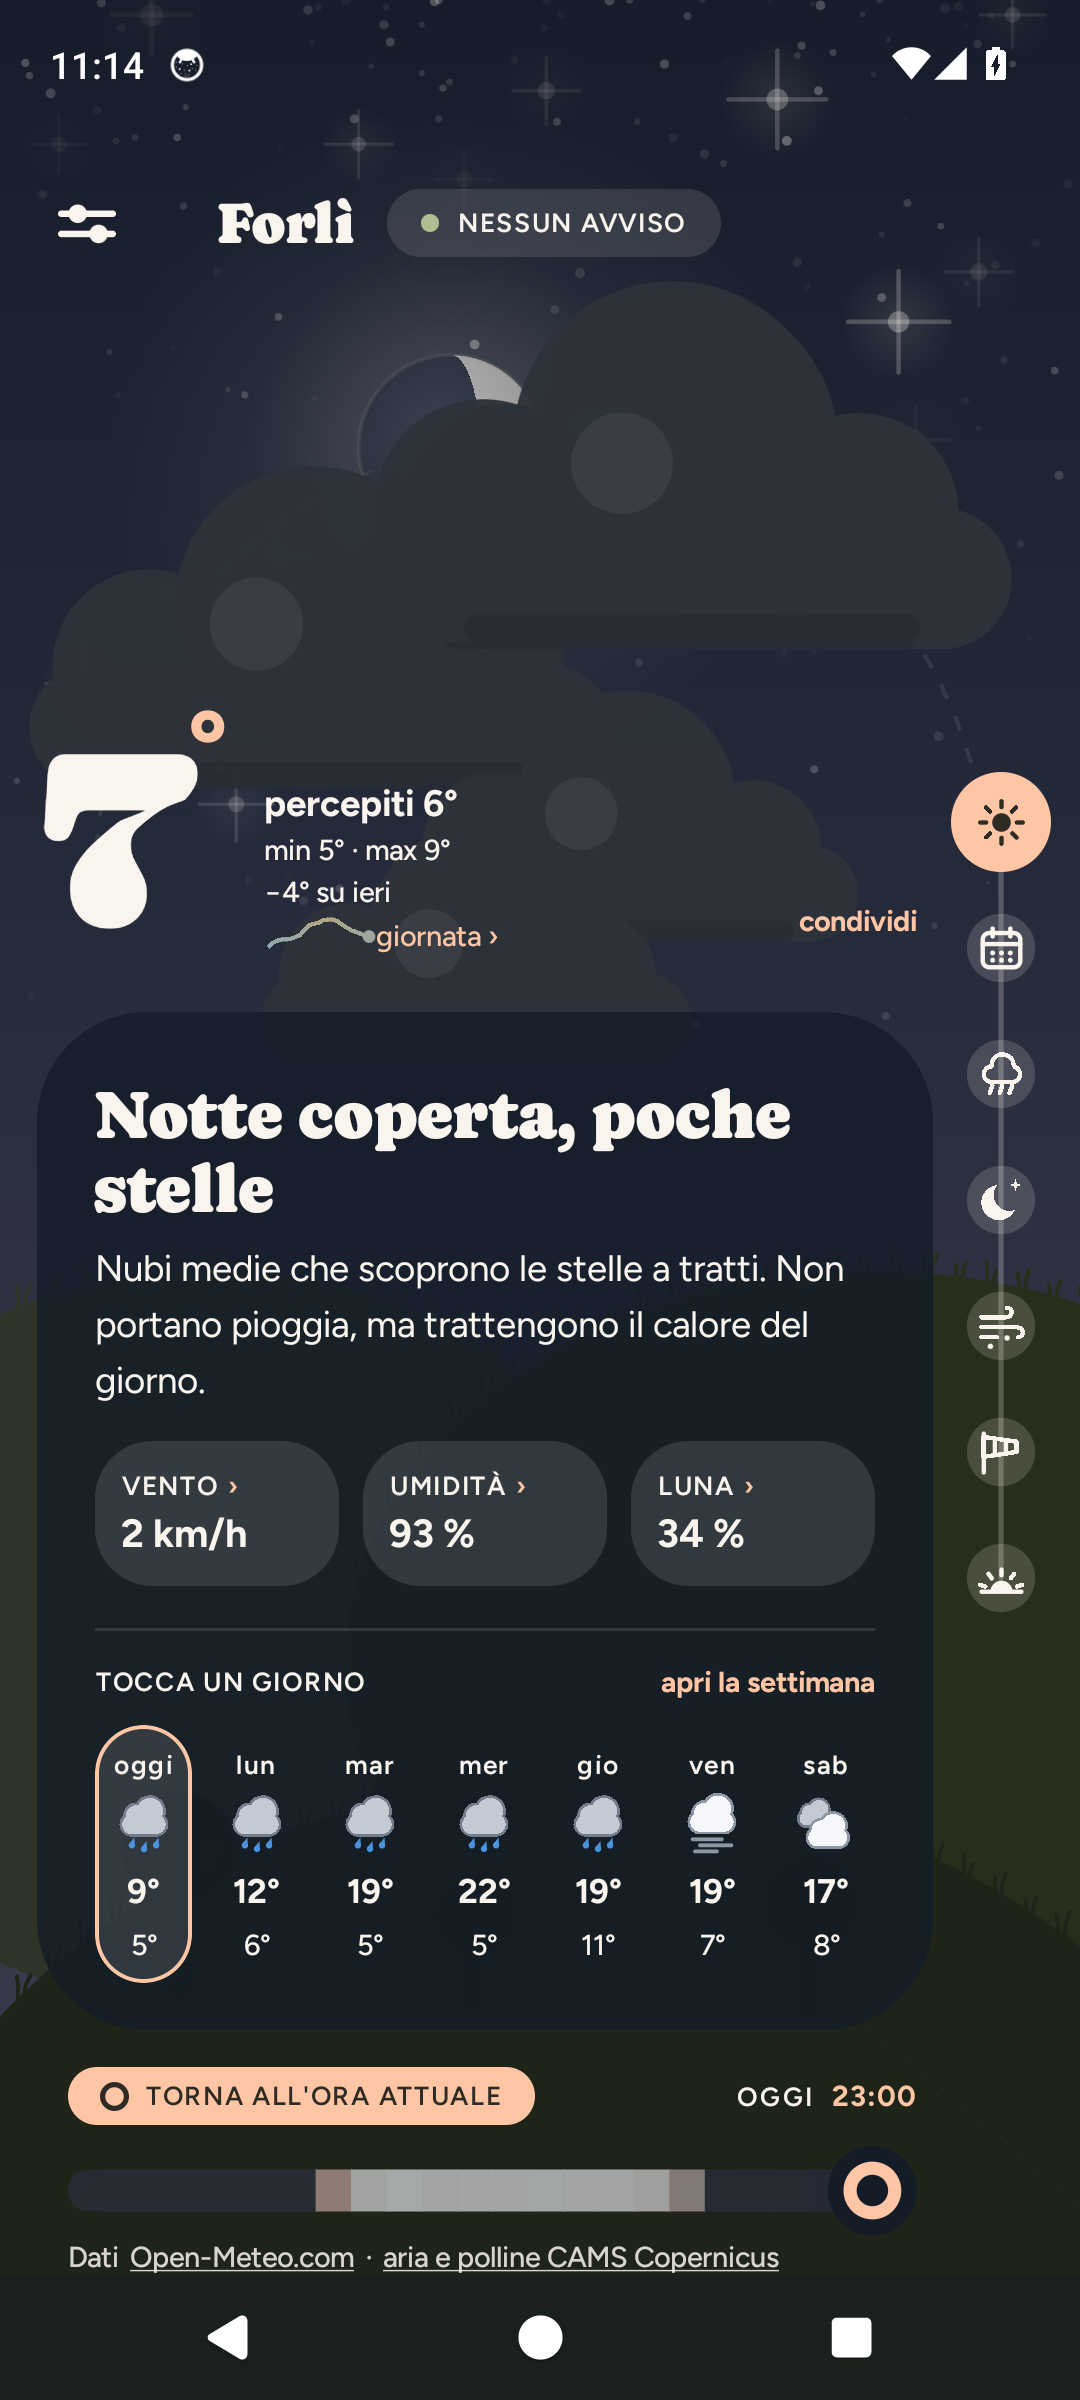 11:14
Forlì
NESSUN AVVISO
7°
percepiti 6°
min 5° · max 9°
−4° su ieri
giornata ›
condividi
Notte coperta, poche
stelle
Nubi medie che scoprono le stelle a tratti. Non
portano pioggia, ma trattengono il calore del
giorno.
VENTO › UMIDITÀ › LUNA ›
2 km/h 93 % 34 %
TOCCA UN GIORNO apri la settimana
oggi lun mar mer gio ven sab
9° 12° 19° 22° 19° 19° 17°
5° 6° 5° 5° 11° 7° 8°
TORNA ALL'ORA ATTUALE OGGI 23:00
Dati Open-Meteo.com · aria e polline CAMS Copernicus